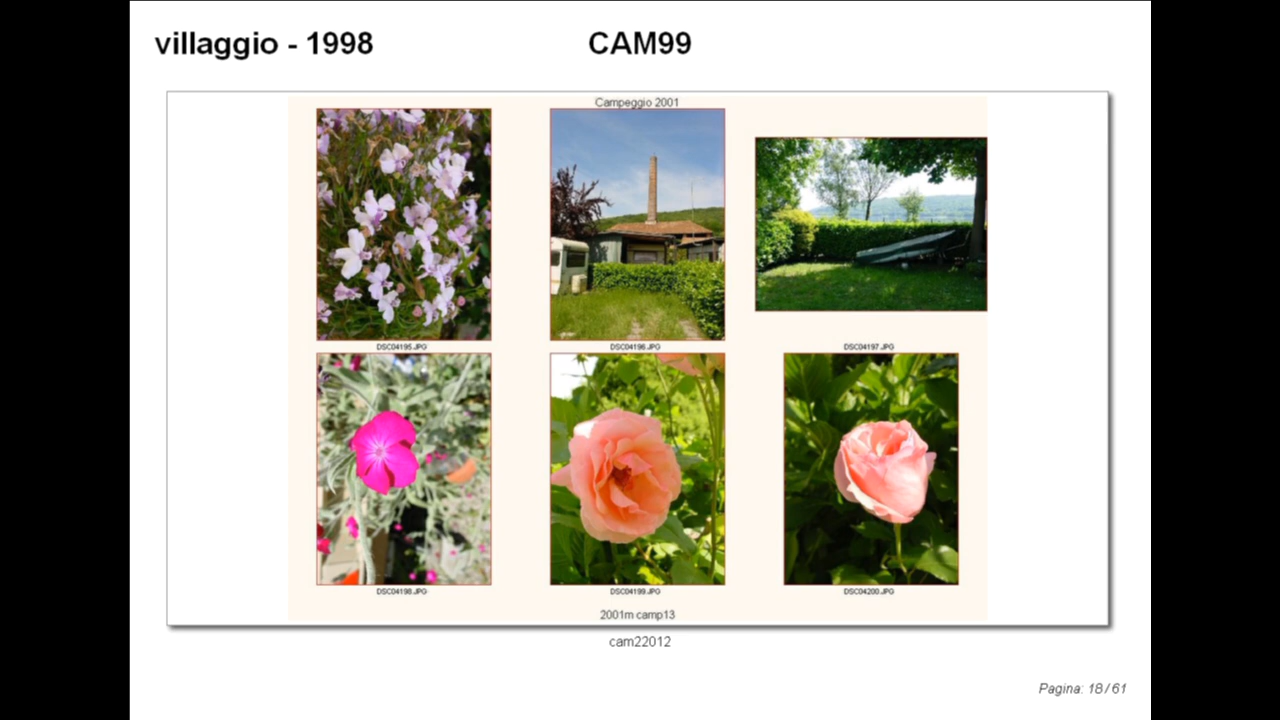 villaggio - 1998 CAM99
Campeggio 2001
DSC04195.JPG DSC04196.JPG DSC04197.JPG
DSC04198.JPG DSC04199.JPG DSC04200.JPG
2001m camp13
cam22012
Pagina: 18 / 61